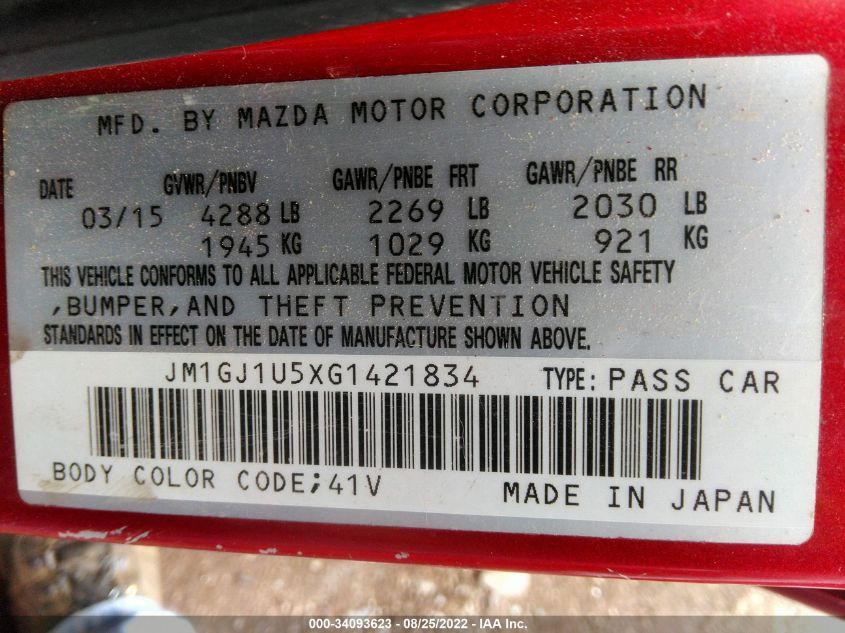 MFD. BY MAZDA MOTOR CORPORATION
DATE GVWR/PNBV GAWR/PNBE FRT GAWR/PNBE RR
03/15 4288 LB 2269 LB 2030 LB
1945 KG 1029 KG 921 KG
THIS VEHICLE CONFORMS TO ALL APPLICABLE FEDERAL MOTOR VEHICLE SAFETY
,BUMPER,AND THEFT PREVENTION
STANDARDS IN EFFECT ON THE DATE OF MANUFACTURE SHOWN ABOVE.
JM1GJ1U5XG1421834 TYPE: PASS CAR
BODY COLOR CODE;41V
MADE IN JAPAN
000-34093623 - 08/25/2022 - IAA Inc.